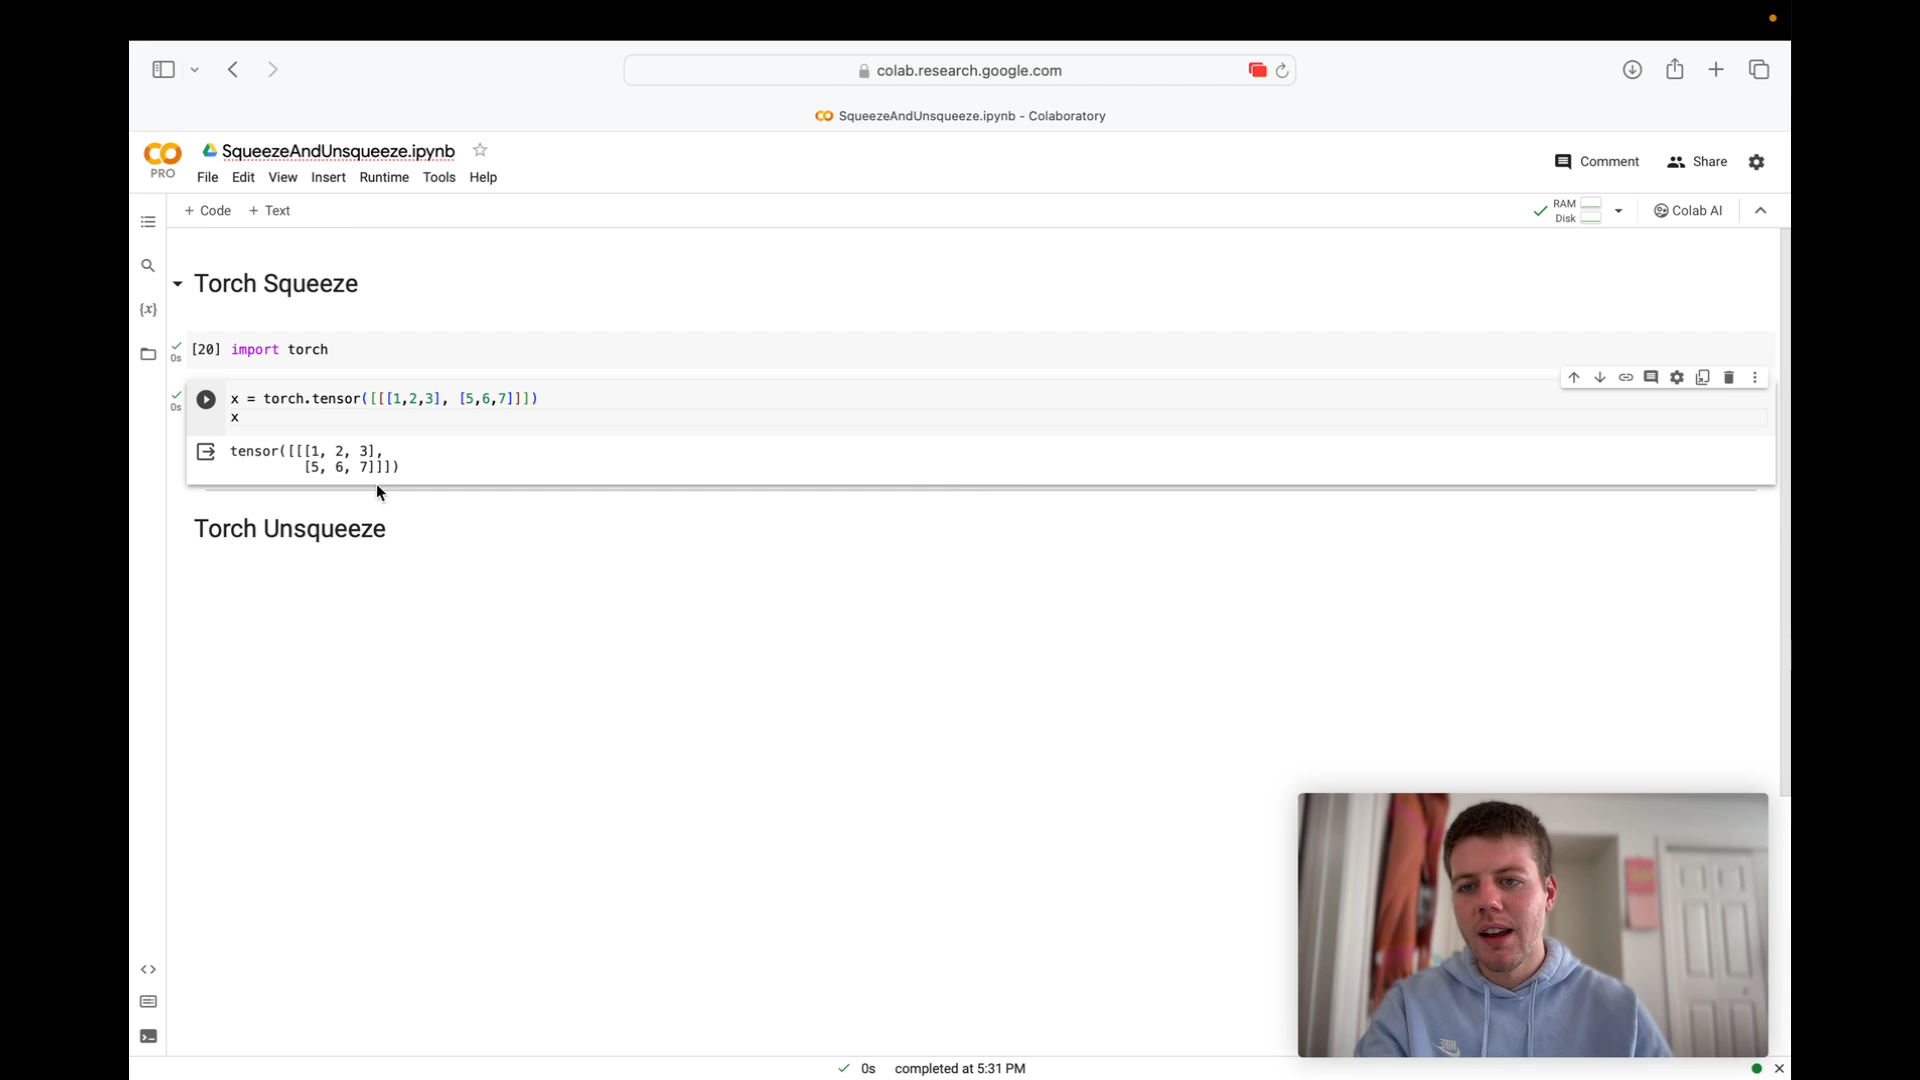 colab.research.google.com
SqueezeAndUnsqueeze.ipynb - Colaboratory
PRO
SqueezeAndUnsqueeze.ipynb
Comment
Share
File Edit View Insert Runtime Tools Help
+ Code + Text
RAM
Disk
Colab AI
Torch Squeeze
{x}
[20] import torch
0s
x = torch.tensor([[[1,2,3], [5,6,7]]])
0s
x
tensor([[[1, 2, 3],
[5, 6, 7]]])
Torch Unsqueeze
0s completed at 5:31 PM